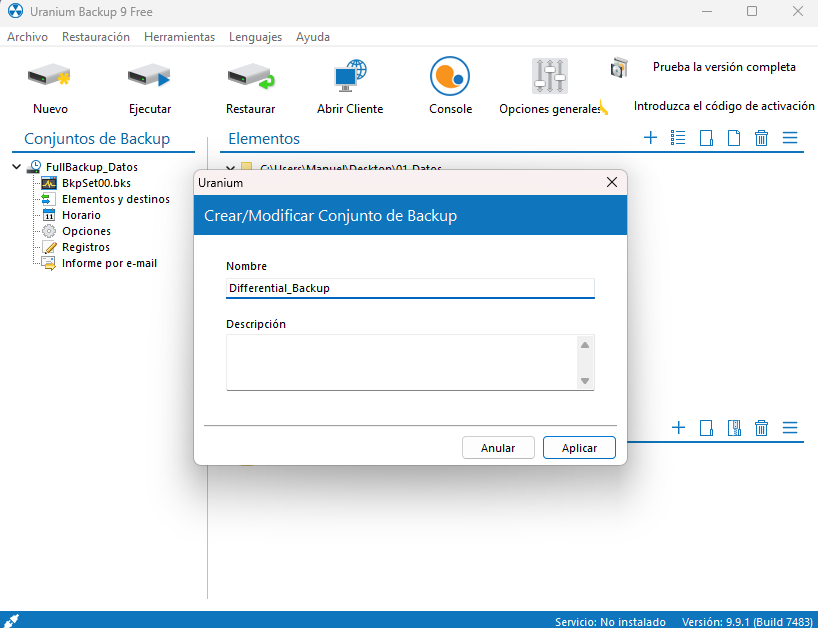 Uranium Backup 9 Free
Archivo Restauración Herramientas Lenguajes Ayuda
Nuevo Ejecutar Restaurar Abrir Cliente Console Opciones generales
Prueba la versión completa
Introduzca el código de activación
Conjuntos de Backup
Elementos
FullBackup_Datos
BkpSet00.bks
Elementos y destinos
11 Horario
Opciones
Registros
Informe por e-mail
C:\Users\Manuel\Desktop\01-Datos
Uranium
Crear/Modificar Conjunto de Backup
Nombre
Differential_Backup
Descripción
Anular Aplicar
Servicio: No instalado Versión: 9.9.1 (Build 7483)